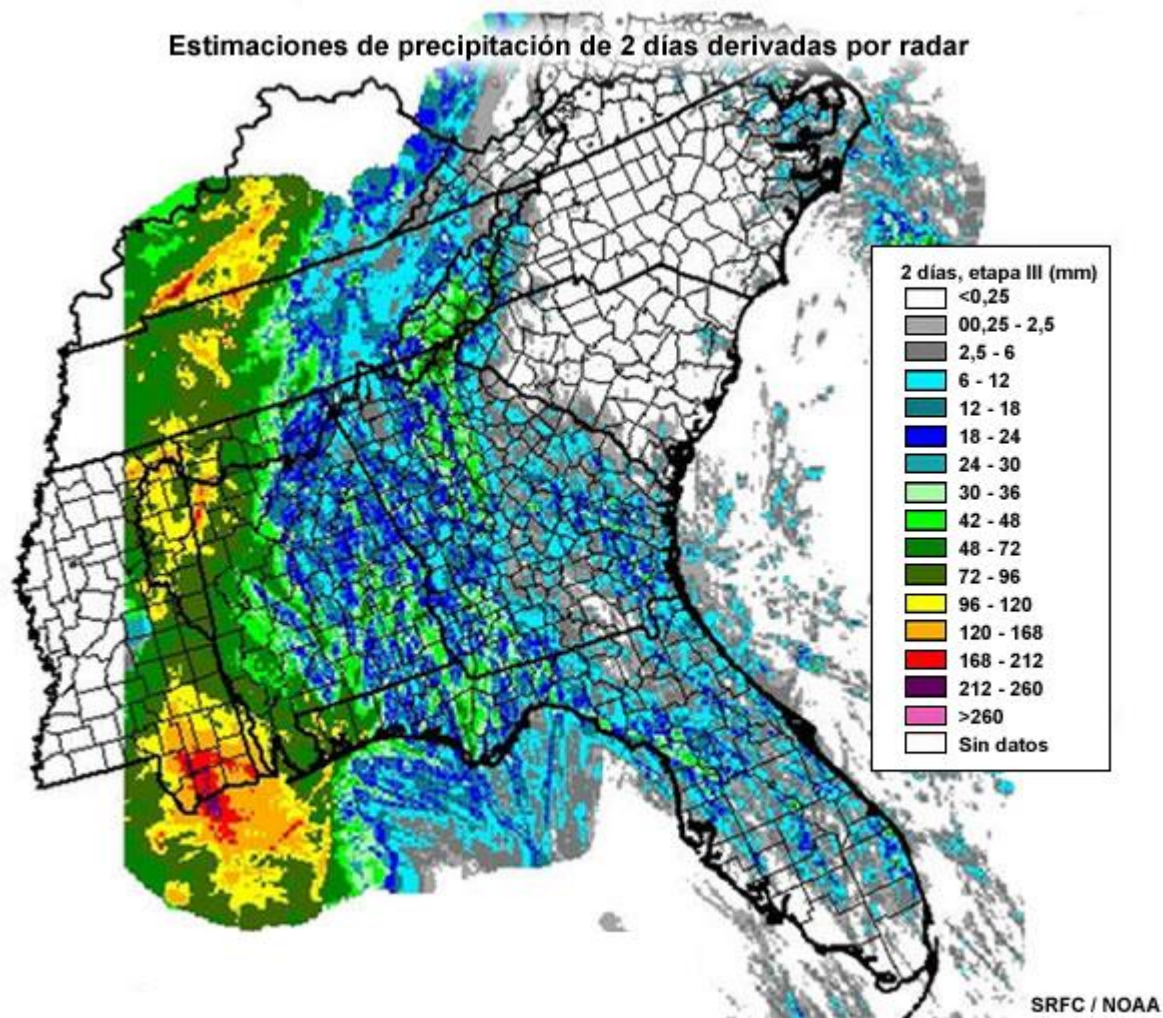 Estimaciones de precipitación de 2 días derivadas por radar
2 días, etapa III (mm)
<0,25
00,25 - 2,5
2,5 - 6
6 - 12
12 - 18
18 - 24
24 - 30
30 - 36
42 - 48
48 - 72
72 - 96
96 - 120
120 - 168
168 - 212
212 - 260
>260
Sin datos
SRFC / NOAA